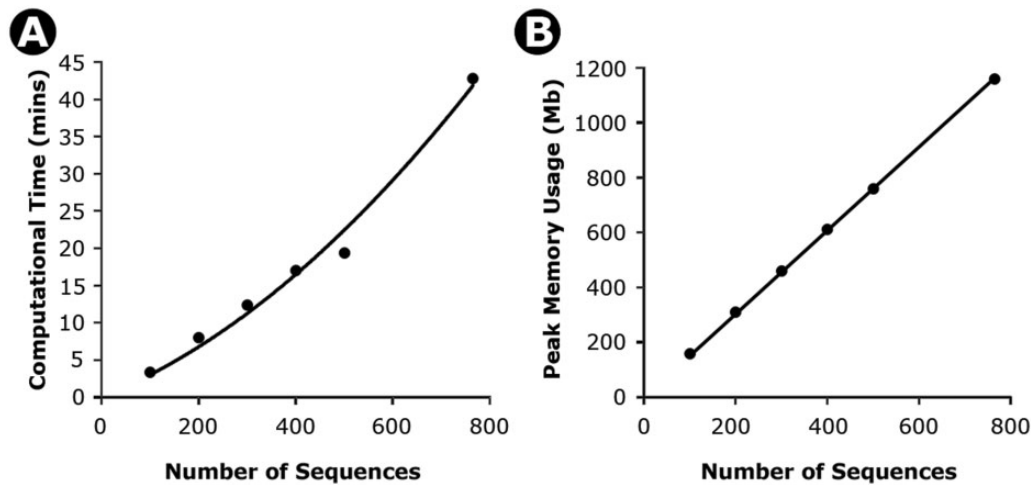 A
Computational Time (mins)
45
40
35
30
25
20
15
10
5
0
0 200 400 600 800
Number of Sequences
B
Peak Memory Usage (Mb)
1200
1000
800
600
400
200
0
0 200 400 600 800
Number of Sequences